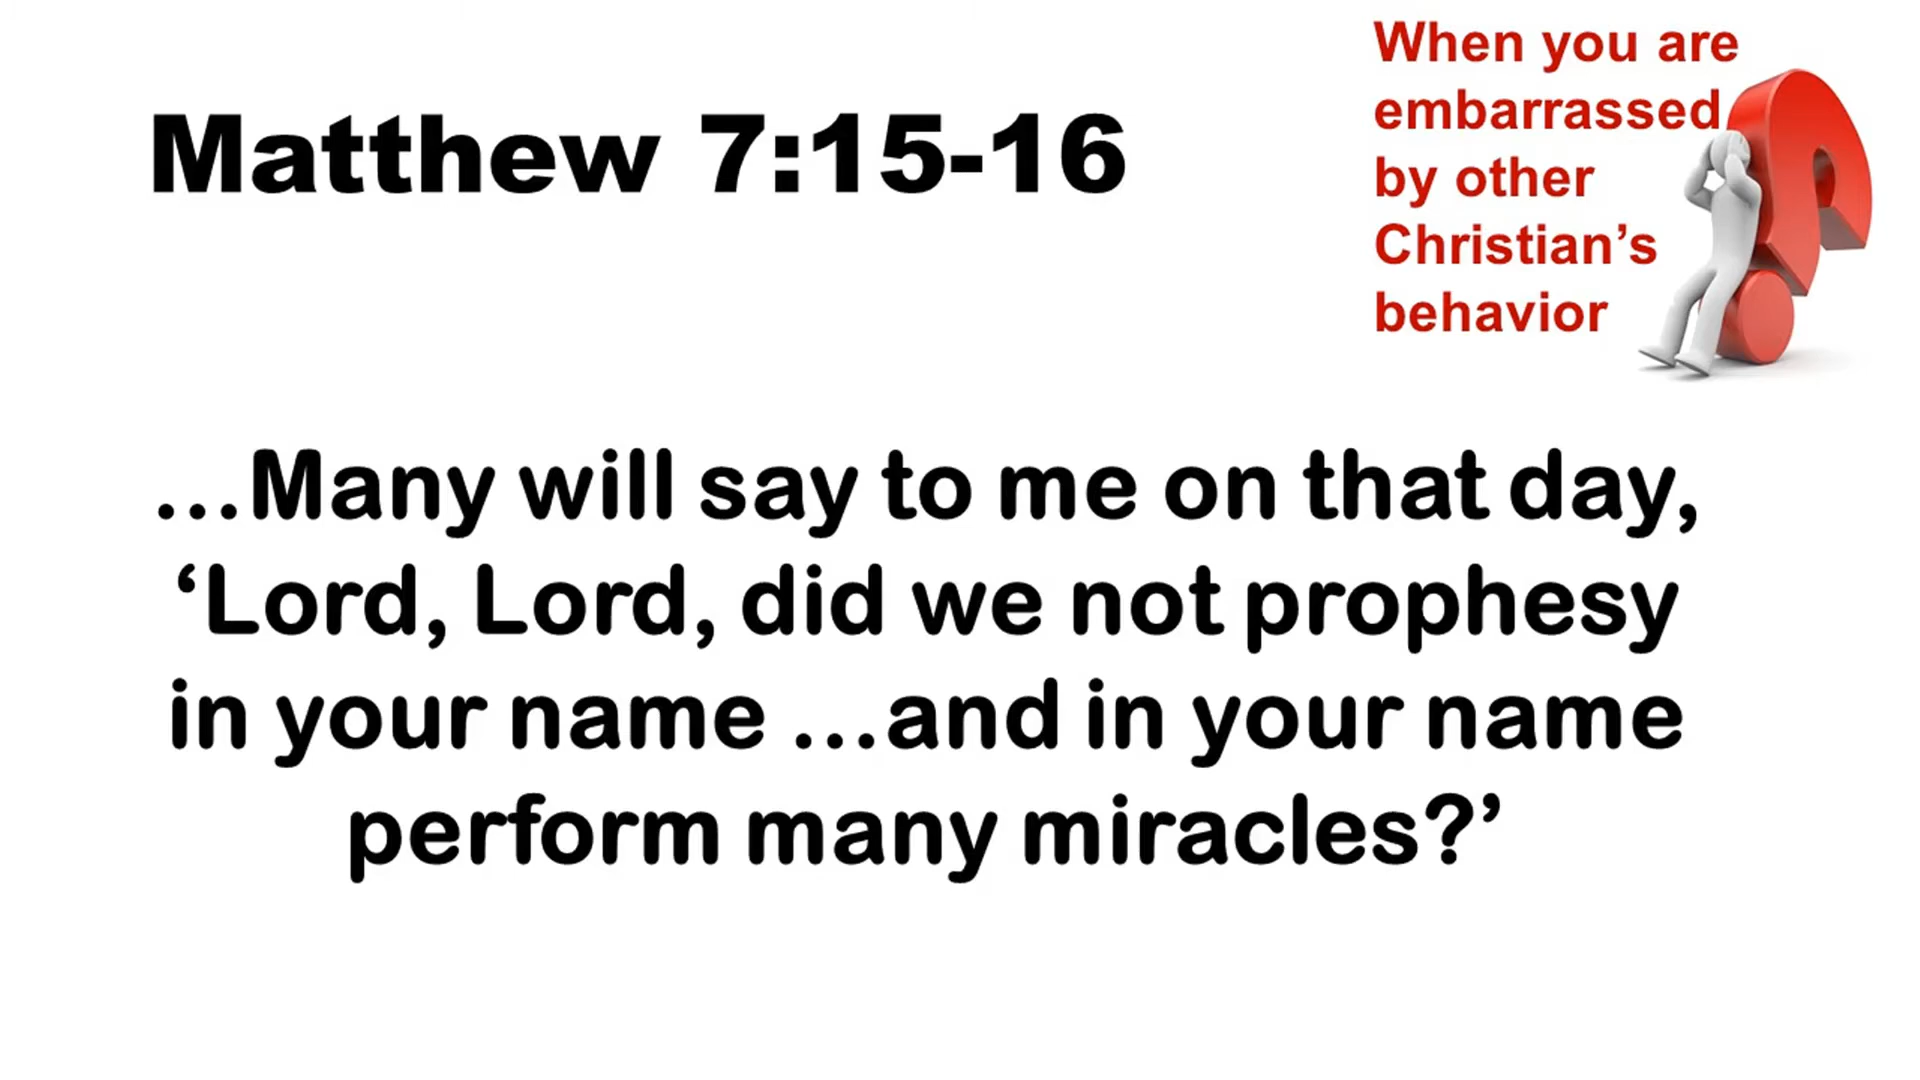 Matthew 7:15-16
When you are
embarrassed
by other
Christian’s
behavior
…Many will say to me on that day,
‘Lord, Lord, did we not prophesy
in your name …and in your name
perform many miracles?’